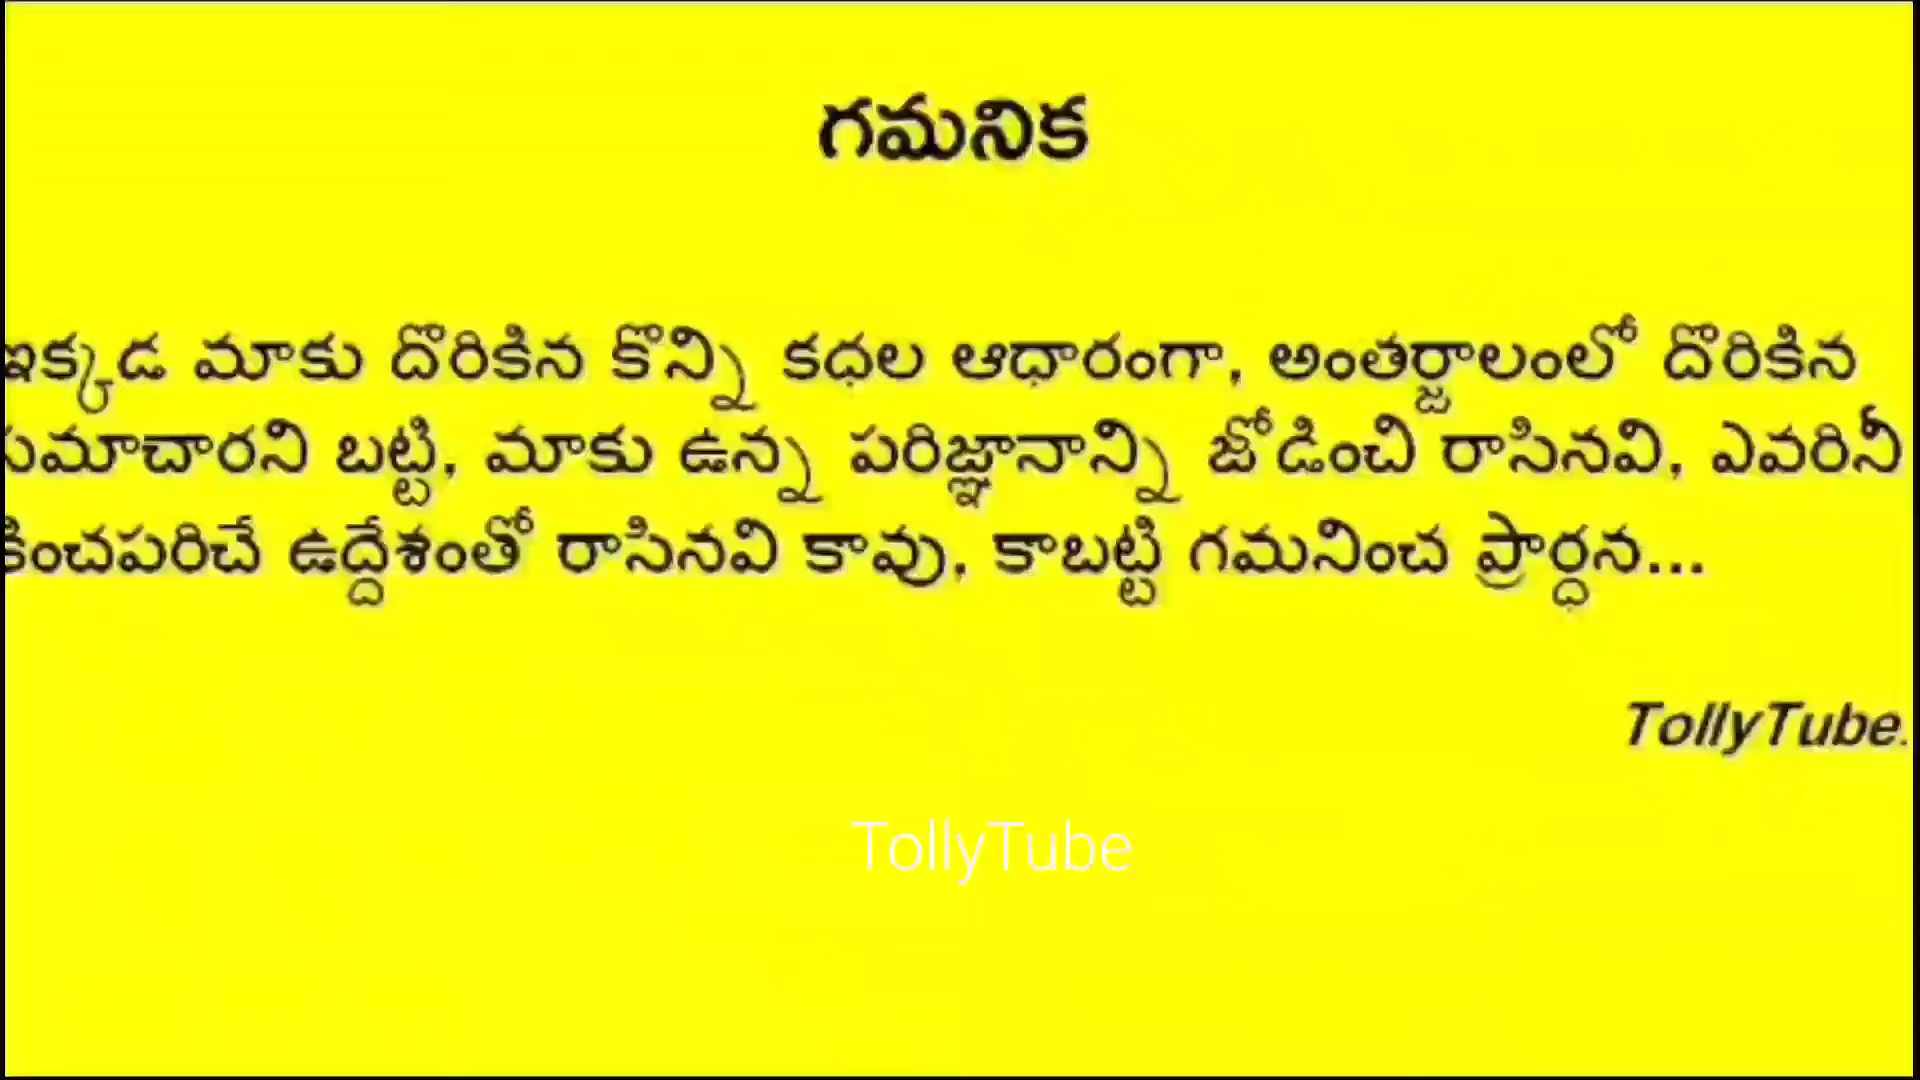 గమనిక
ఇక్కడ మాకు దొరికిన కొన్ని కధల ఆధారంగా, అంతర్జాలంలో దొరికిన
సమాచారని బట్టి, మాకు ఉన్న పరిజ్ఞానాన్ని జోడించి రాసినవి, ఎవరినీ
కించపరిచే ఉద్దేశంతో రాసినవి కావు, కాబట్టి గమనించ ప్రార్ధన...
TollyTube.
TollyTube